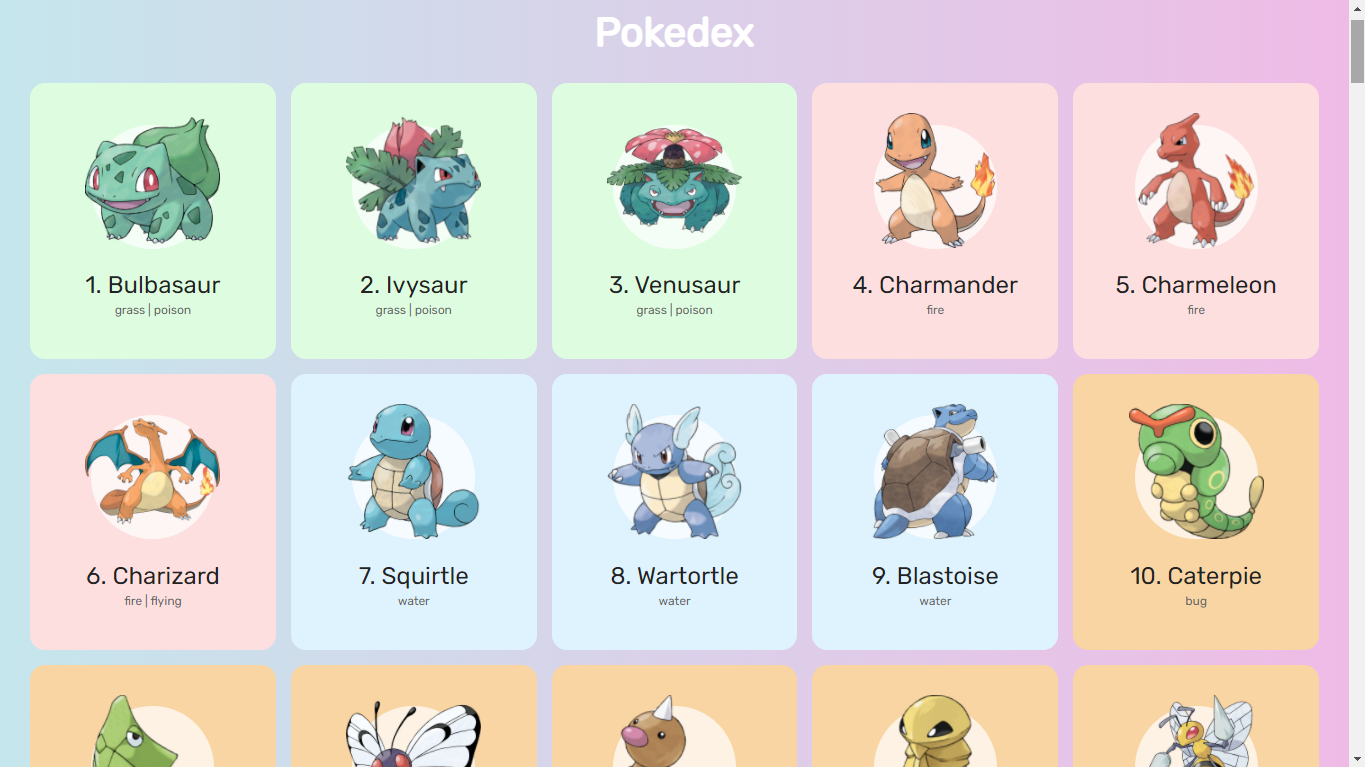 Pokedex
1. Bulbasaur
grass | poison
2. Ivysaur
grass | poison
3. Venusaur
grass | poison
4. Charmander
fire
5. Charmeleon
fire
6. Charizard
fire | flying
7. Squirtle
water
8. Wartortle
water
9. Blastoise
water
10. Caterpie
bug